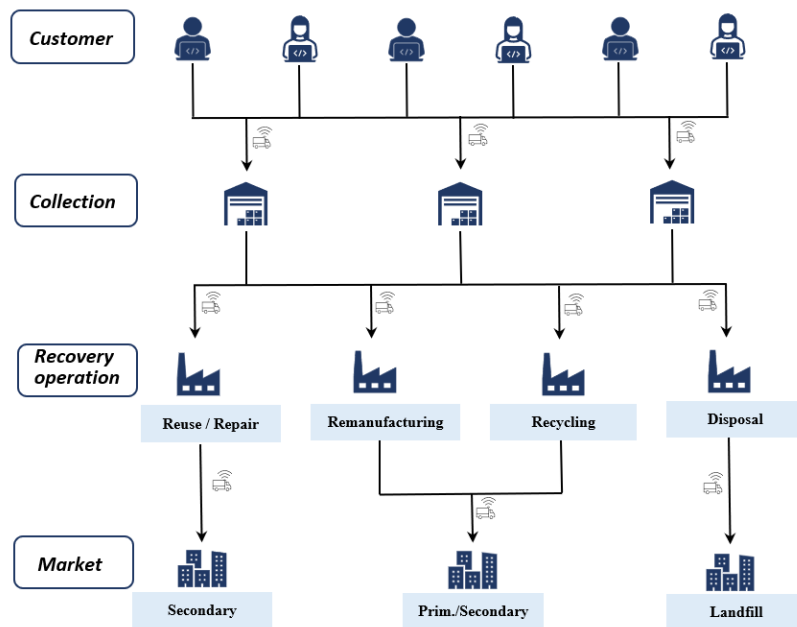 Customer
Collection
Recovery
operation
Reuse / Repair
Remanufacturing
Recycling
Disposal
Market
Secondary
Prim./Secondary
Landfill